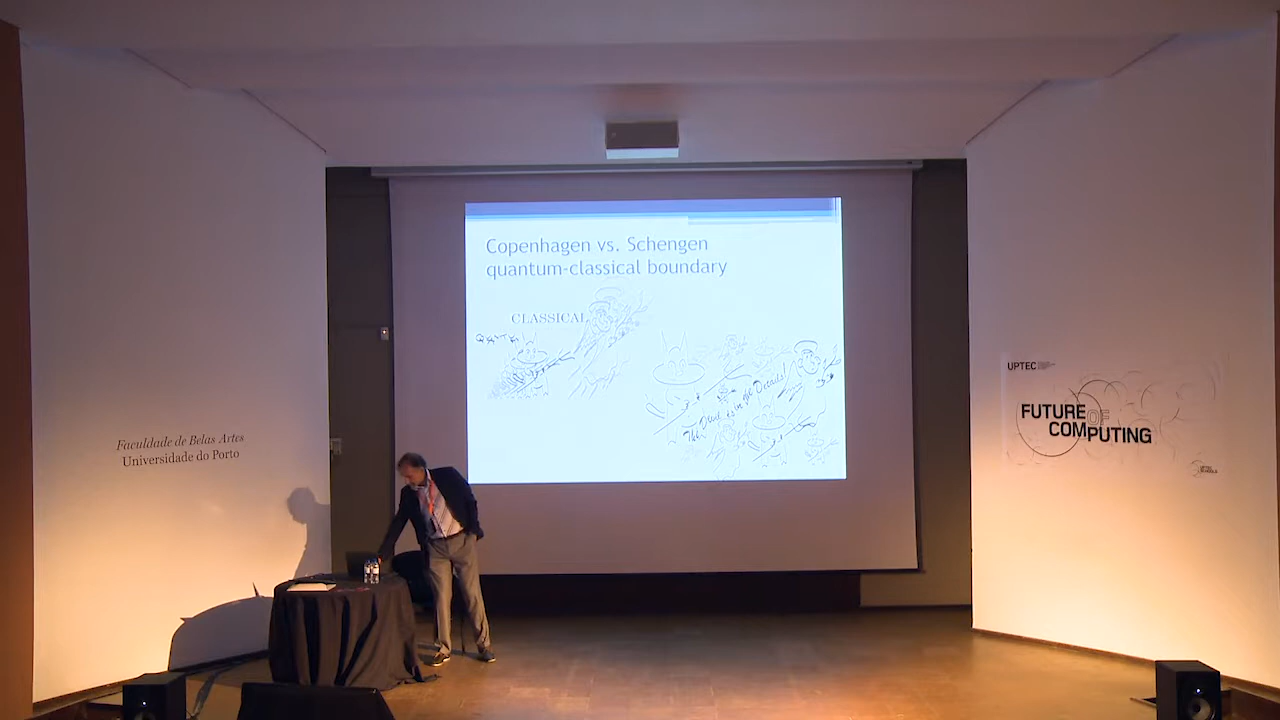 Copenhagen vs. Schengen
quantum-classical boundary
CLASSICAL
The Devil is in the Details!
Faculdade de Belas Artes
Universidade do Porto
UPTEC
FUTURE OF
COMPUTING
UPTEC